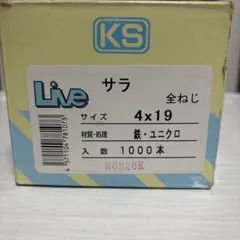 KS
Live
サラ
全ねじ
サイズ 4x19
材質・処理 鉄・ユニクロ
入数 1000本
4571104781073